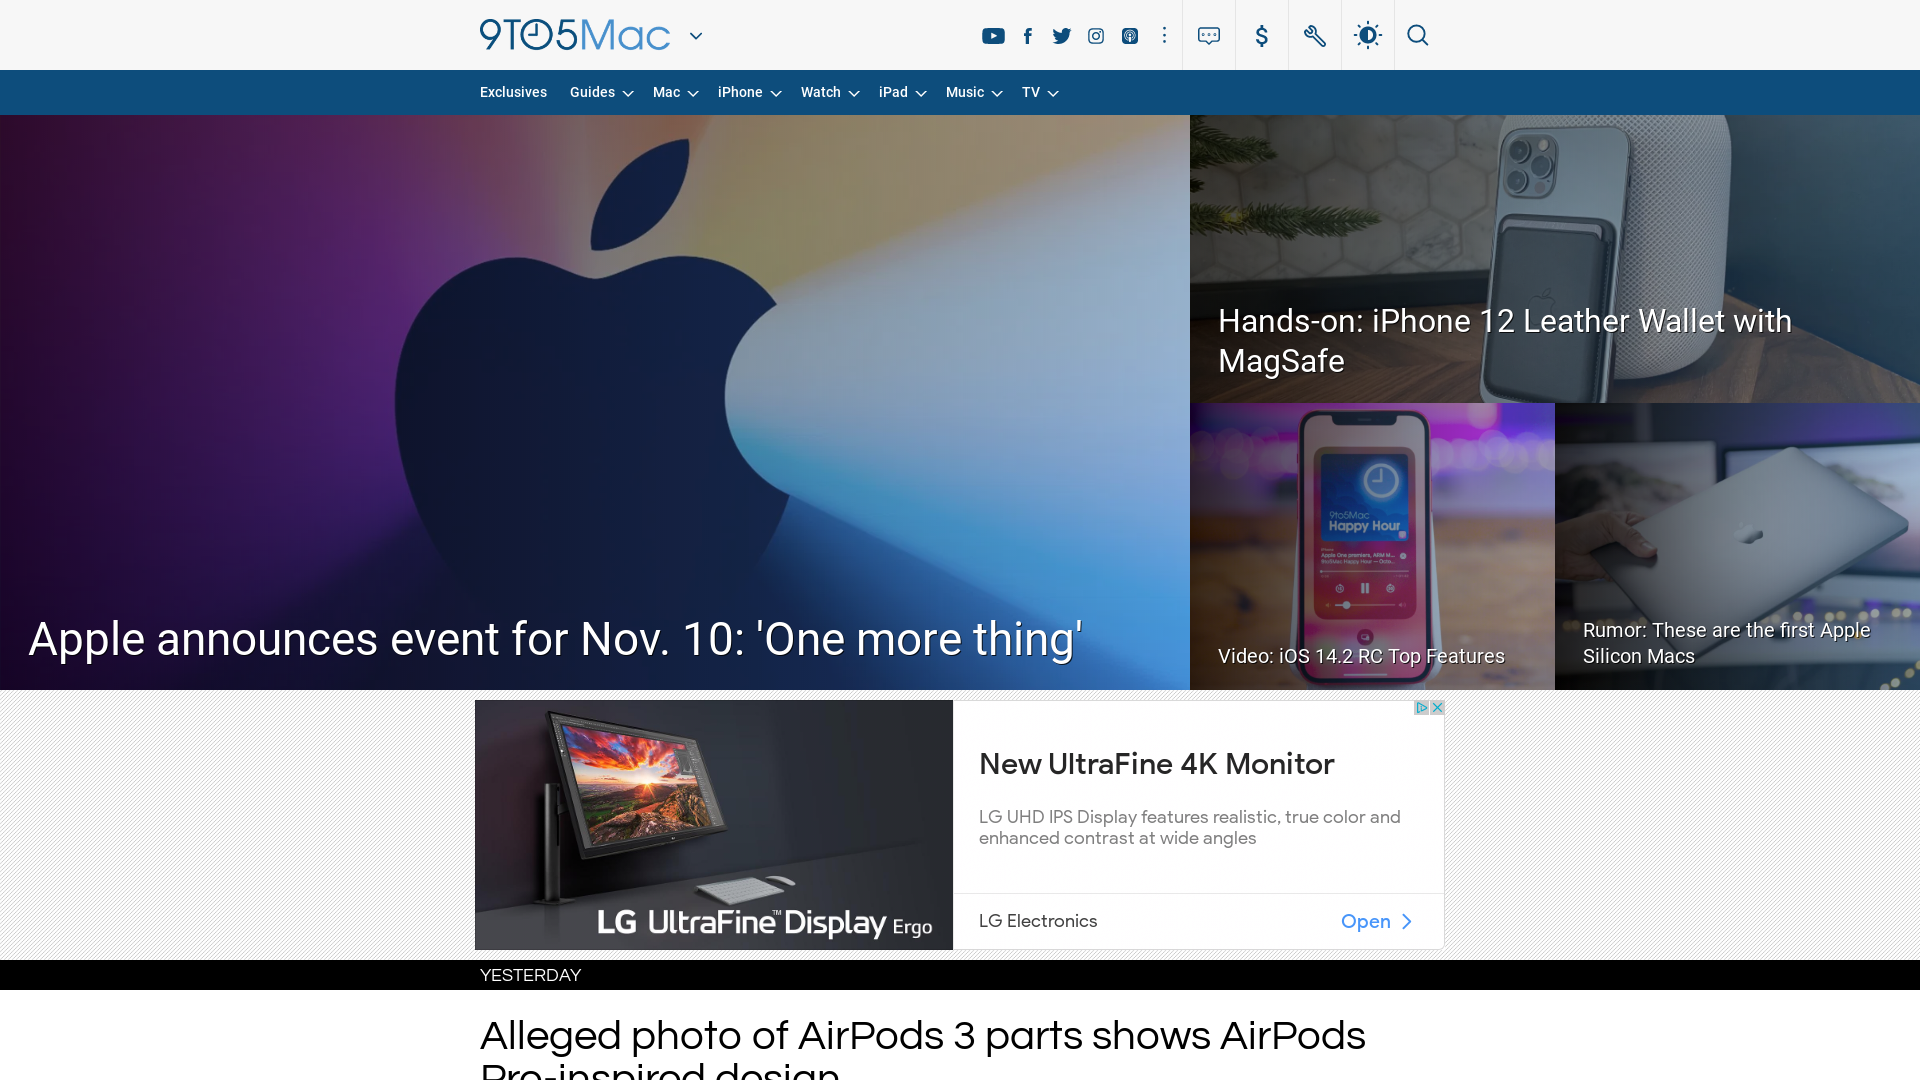 9TO5Mac
Exclusives Guides Mac iPhone Watch iPad Music TV
Hands-on: iPhone 12 Leather Wallet with
MagSafe
9to5Mac
Happy Hour
Apple announces event for Nov. 10: 'One more thing'
Video: iOS 14.2 RC Top Features
Rumor: These are the first Apple
Silicon Macs
New UltraFine 4K Monitor
LG UHD IPS Display features realistic, true color and
enhanced contrast at wide angles
LG UltraFine™ Display Ergo
LG Electronics
Open
YESTERDAY
Alleged photo of AirPods 3 parts shows AirPods
Pro-inspired design